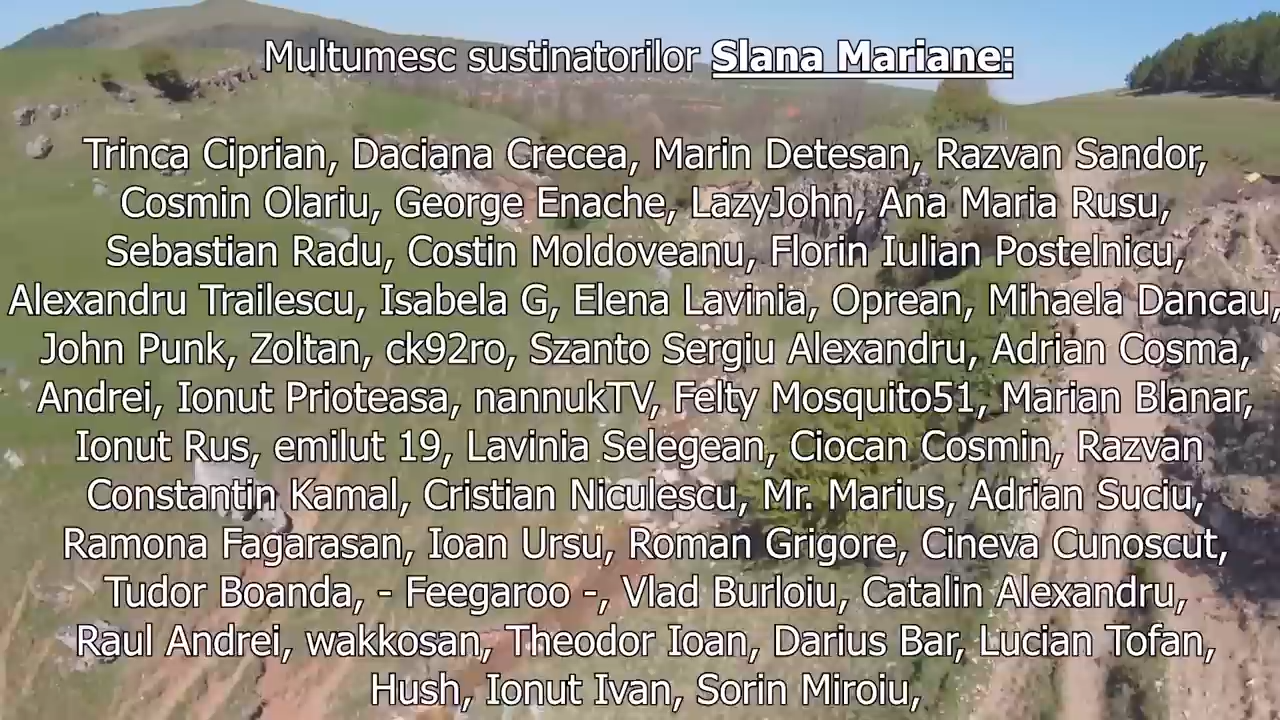 Multumesc sustinatorilor Slana Mariane:
Trinca Ciprian, Daciana Crecea, Marin Detesan, Razvan Sandor,
Cosmin Olariu, George Enache, LazyJohn, Ana Maria Rusu,
Sebastian Radu, Costin Moldoveanu, Florin Iulian Postelnicu,
Alexandru Trailescu, Isabela G, Elena Lavinia, Oprean, Mihaela Dancau,
John Punk, Zoltan, ck92ro, Szanto Sergiu Alexandru, Adrian Cosma,
Andrei, Ionut Prioteasa, nannukTV, Felty Mosquito51, Marian Blanar,
Ionut Rus, emilut 19, Lavinia Selegean, Ciocan Cosmin, Razvan
Constantin Kamal, Cristian Niculescu, Mr. Marius, Adrian Suciu,
Ramona Fagarasan, Ioan Ursu, Roman Grigore, Cineva Cunoscut,
Tudor Boanda, - Feegaroo -, Vlad Burloiu, Catalin Alexandru,
Raul Andrei, wakkosan, Theodor Ioan, Darius Bar, Lucian Tofan,
Hush, Ionut Ivan, Sorin Miroiu,